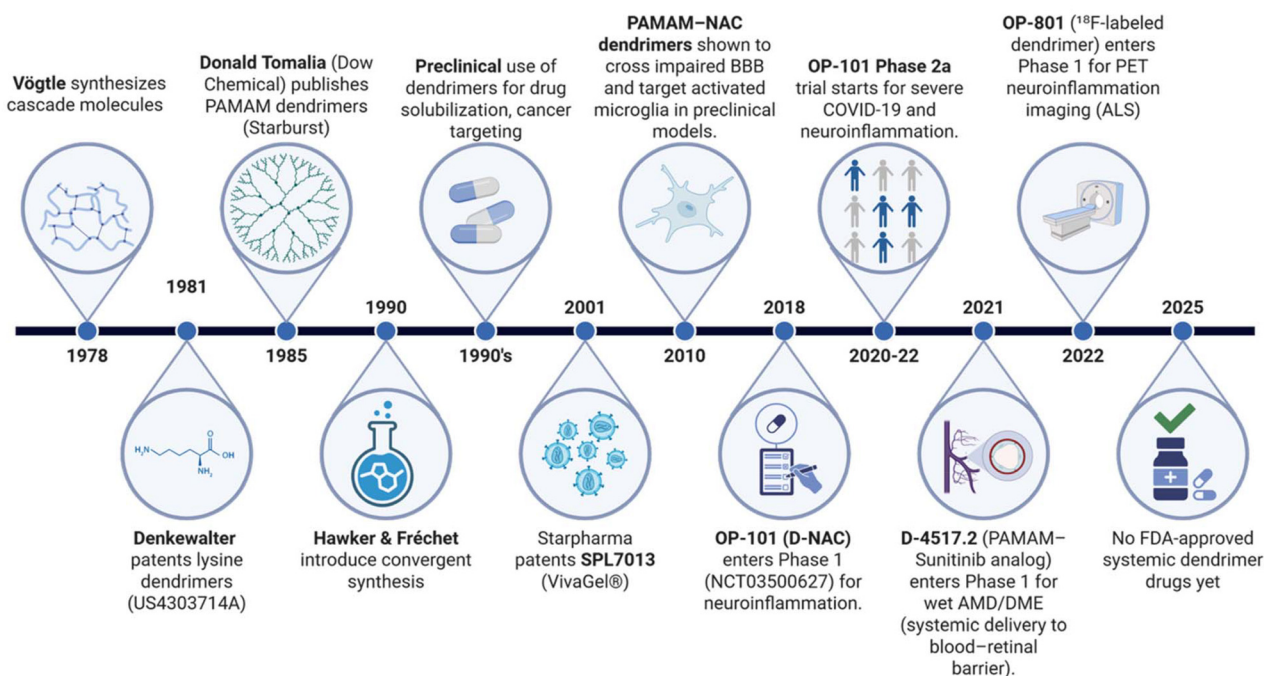 Vögtle synthesizes
cascade molecules
1978
1981
Denkewalter
patents lysine
dendrimers
(US4303714A)
H₂N
O
OH
NH₂
Donald Tomalia (Dow
Chemical) publishes
PAMAM dendrimers
(Starburst)
1985
1990
Hawker & Fréchet
introduce convergent
synthesis
Preclinical use of
dendrimers for drug
solubilization, cancer
targeting
1990's
2001
Starpharma
patents SPL7013
(VivaGel®)
PAMAM–NAC
dendrimers shown to
cross impaired BBB
and target activated
microglia in preclinical
models.
2010
2018
OP-101 (D-NAC)
enters Phase 1
(NCT03500627) for
neuroinflammation.
OP-101 Phase 2a
trial starts for severe
COVID-19 and
neuroinflammation.
2020-22
2021
D-4517.2 (PAMAM–
Sunitinib analog)
enters Phase 1 for
wet AMD/DME
(systemic delivery to
blood–retinal
barrier).
OP-801 (¹⁸F-labeled
dendrimer) enters
Phase 1 for PET
neuroinflammation
imaging (ALS)
2022
2025
No FDA-approved
systemic dendrimer
drugs yet